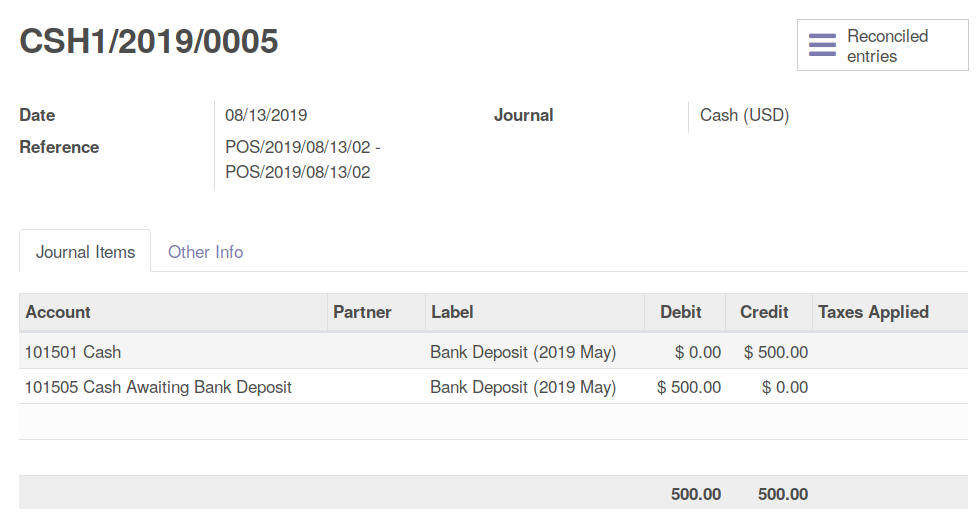 CSH1/2019/0005
Reconciled
entries
Date 08/13/2019 Journal Cash (USD)
Reference POS/2019/08/13/02 -
POS/2019/08/13/02
Journal Items Other Info
Account Partner Label Debit Credit Taxes Applied
101501 Cash Bank Deposit (2019 May) $ 0.00 $ 500.00
101505 Cash Awaiting Bank Deposit Bank Deposit (2019 May) $ 500.00 $ 0.00
500.00 500.00